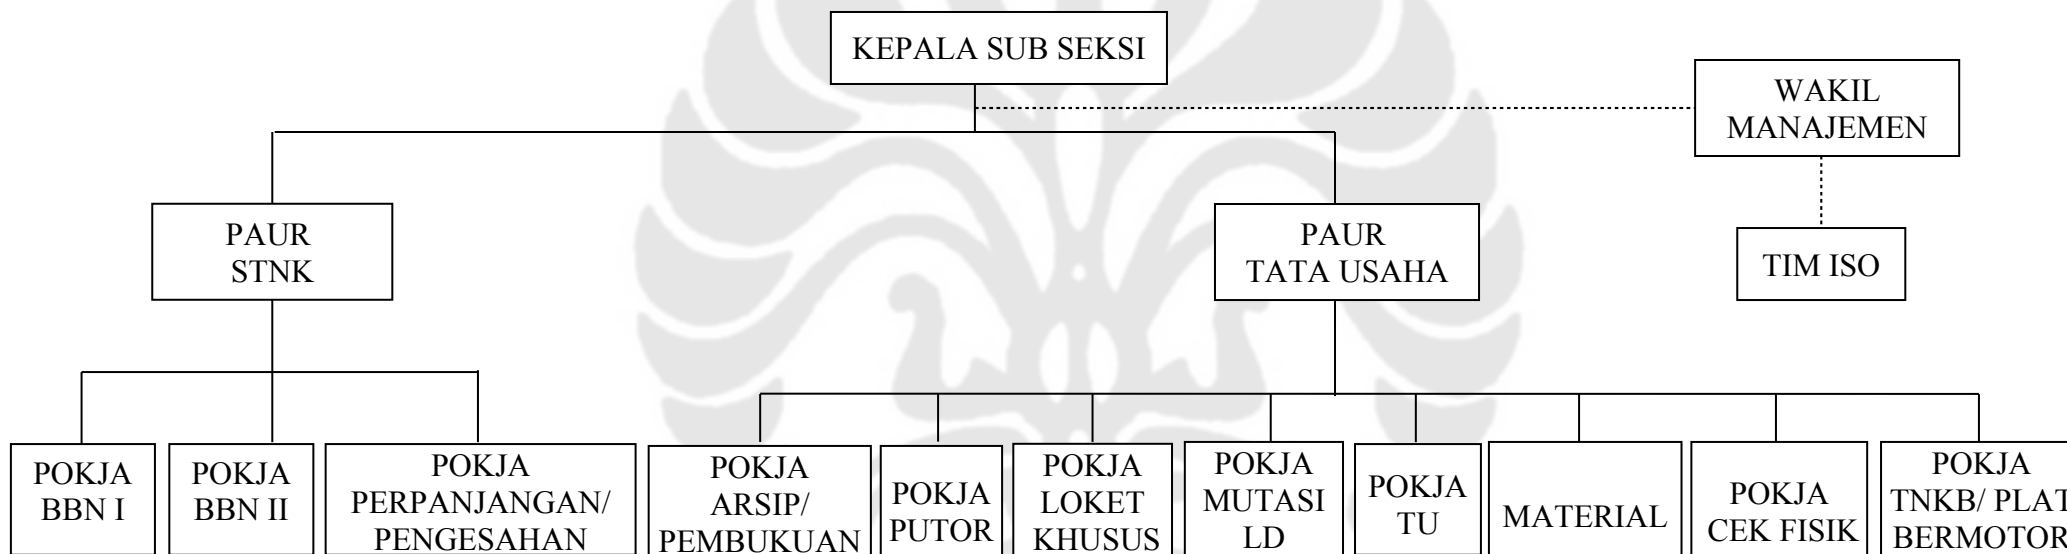 KEPALA SUB SEKSI
WAKIL
MANAJEMEN
PAUR
STNK
PAUR
TATA USAHA
TIM ISO
POKJA
BBN I
POKJA
BBN II
POKJA
PERPANJANGAN/
PENGESAHAN
POKJA
ARSIP/
PEMBUKUAN
POKJA
PUTOR
POKJA
LOKET
KHUSUS
POKJA
MUTASI
LD
POKJA
TU
MATERIAL
POKJA
CEK FISIK
POKJA
TNKB/ PLAT
BERMOTOR